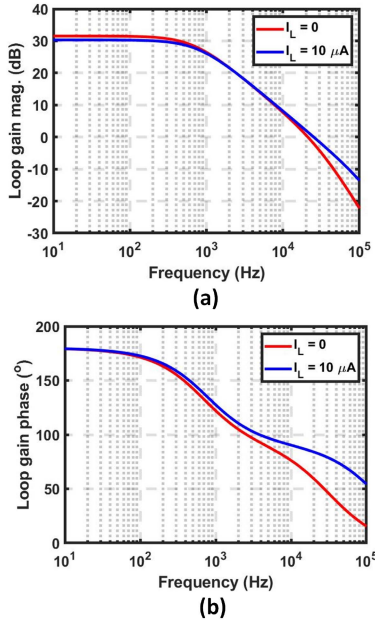 Loop gain mag. (dB)
40
30
20
10
0
-10
-20
-30
I_L = 0
I_L = 10 μA
10^1
10^2
10^3
10^4
10^5
Frequency (Hz)
(a)
Loop gain phase (°)
200
150
100
50
0
I_L = 0
I_L = 10 μA
10^1
10^2
10^3
10^4
10^5
Frequency (Hz)
(b)